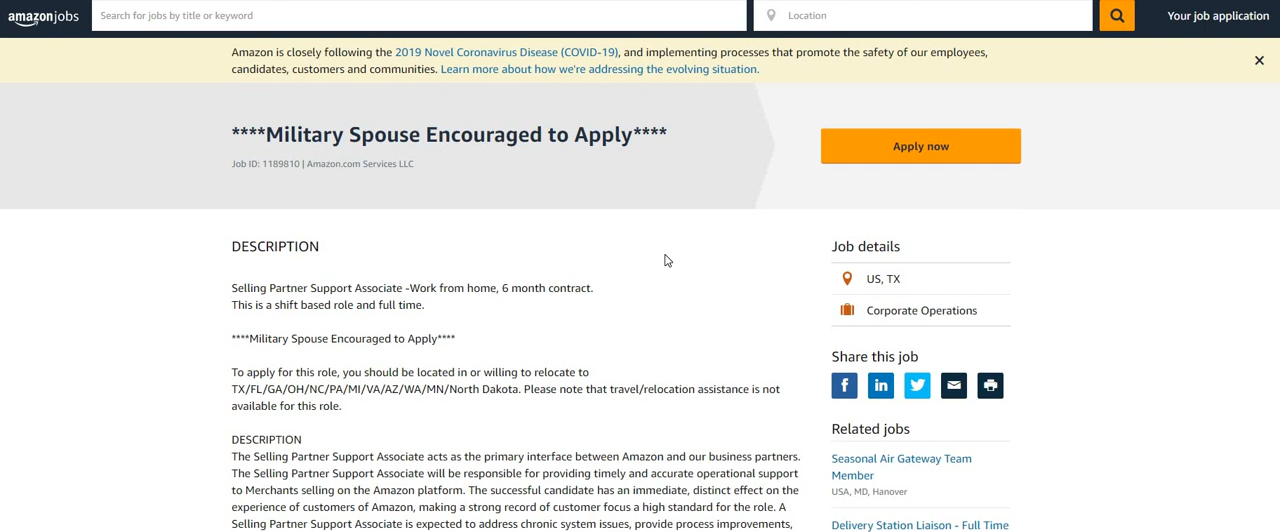 amazonjobs
Search for jobs by title or keyword
Location
Your job application
Amazon is closely following the 2019 Novel Coronavirus Disease (COVID-19), and implementing processes that promote the safety of our employees,
candidates, customers and communities. Learn more about how we're addressing the evolving situation.
****Military Spouse Encouraged to Apply****
Job ID: 1189810 | Amazon.com Services LLC
Apply now
DESCRIPTION
Selling Partner Support Associate -Work from home, 6 month contract.
This is a shift based role and full time.
****Military Spouse Encouraged to Apply****
To apply for this role, you should be located in or willing to relocate to
TX/FL/GA/OH/NC/PA/MI/VA/AZ/WA/MN/North Dakota. Please note that travel/relocation assistance is not
available for this role.
DESCRIPTION
The Selling Partner Support Associate acts as the primary interface between Amazon and our business partners.
The Selling Partner Support Associate will be responsible for providing timely and accurate operational support
to Merchants selling on the Amazon platform. The successful candidate has an immediate, distinct effect on the
experience of customers of Amazon, making a strong record of customer focus a high standard for the role. A
Selling Partner Support Associate is expected to address chronic system issues, provide process improvements,
Job details
US, TX
Corporate Operations
Share this job
Related jobs
Seasonal Air Gateway Team
Member
USA, MD, Hanover
Delivery Station Liaison - Full Time